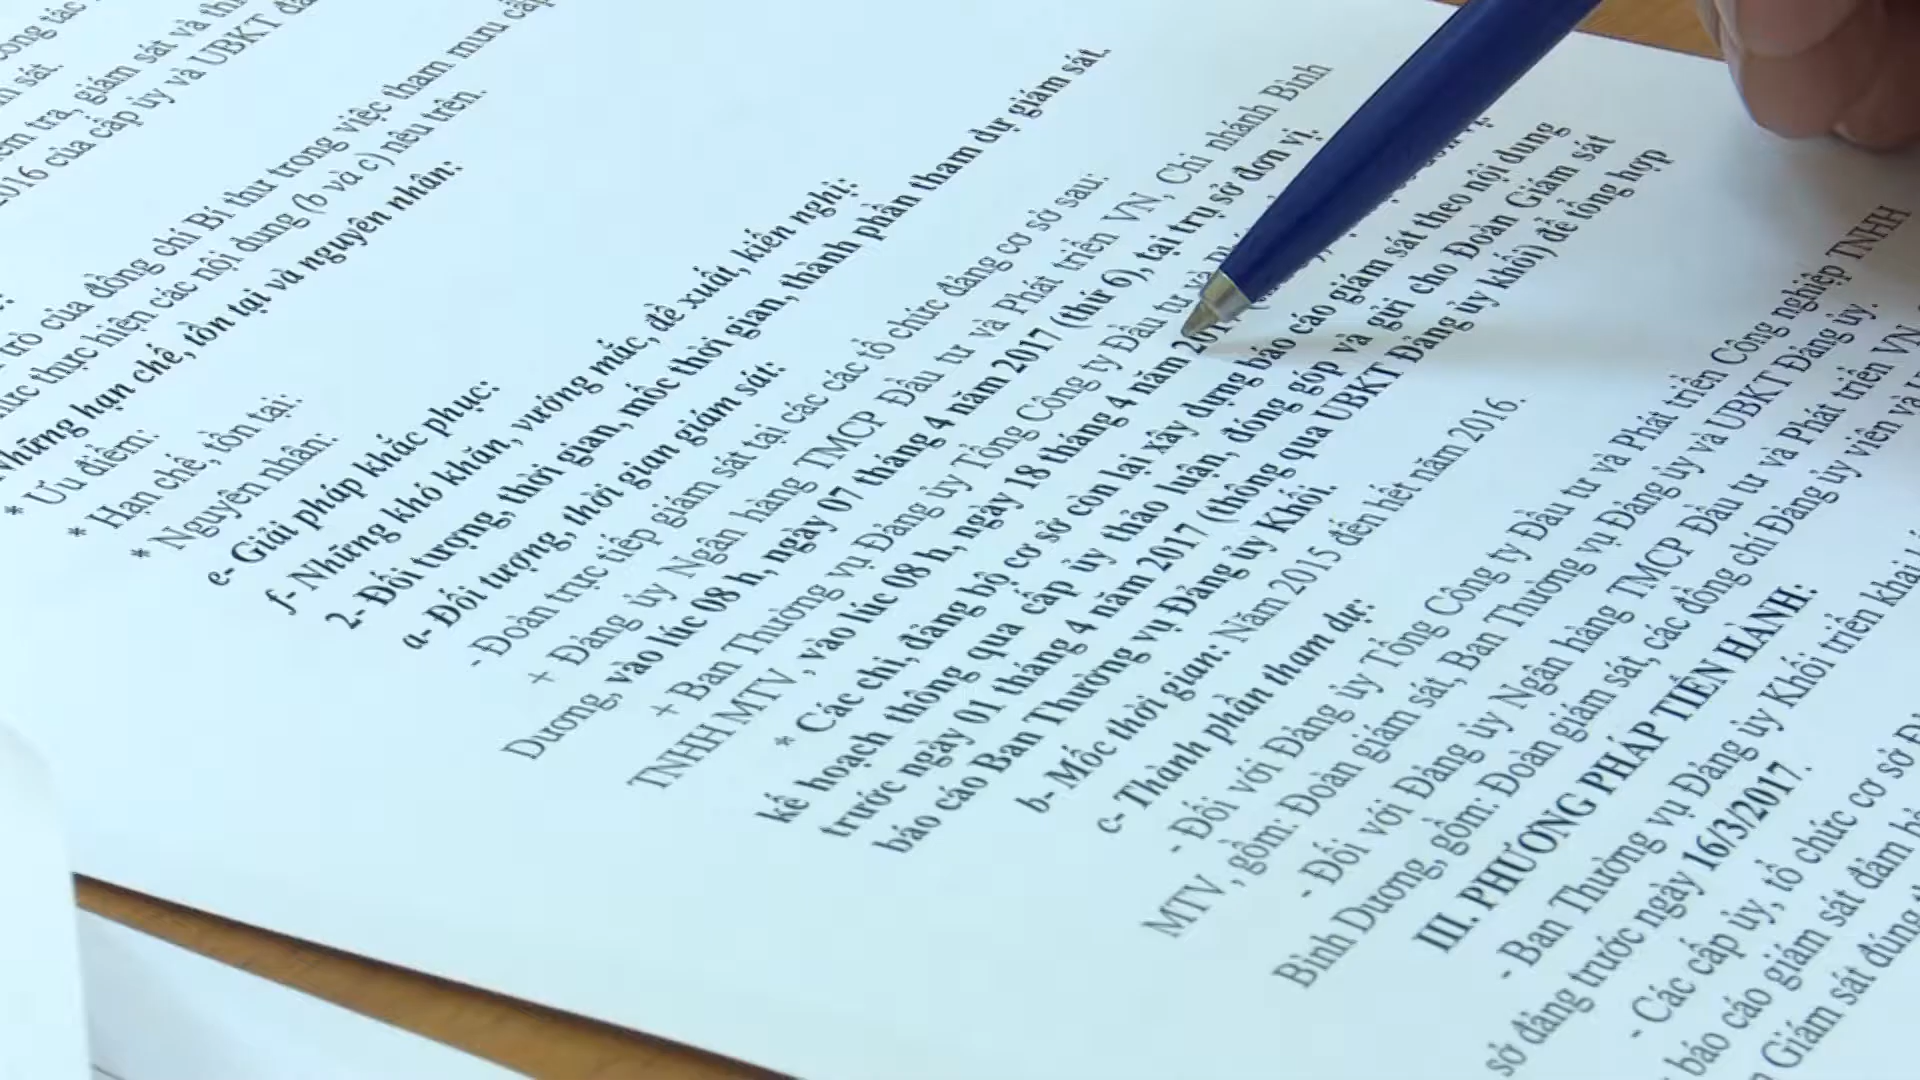 công tác
n sát.
ểm tra, giám sát và thi
2016 của cấp ủy và UBKT đã
trò của đồng chí Bí thư trong việc tham mưu cấp
thực hiện các nội dung (b và c) nêu trên.
Những hạn chế, tồn tại và nguyên nhân:
* Ưu điểm:
* Hạn chế, tồn tại:
* Nguyên nhân:
e- Giải pháp khắc phục:
f- Những khó khăn, vướng mắc, đề xuất, kiến nghị:
2- Đối tượng, thời gian, mốc thời gian, thành phần tham dự giám sát.
a- Đối tượng, thời gian giám sát:
- Đoàn trực tiếp giám sát tại các các tổ chức đảng cơ sở sau:
+ Đảng ủy Ngân hàng TMCP Đầu tư và Phát triển VN, Chi nhánh Bình
Dương, vào lúc 08 h, ngày 07 tháng 4 năm 2017 (thứ 6), tại trụ sở đơn vị.
+ Ban Thường vụ Đảng ủy Tổng Công ty Đầu tư và
TNHH MTV , vào lúc 08 h, ngày 18 tháng 4 năm
* Các chi, đảng bộ cơ sở còn lại xây dựng báo cáo giám sát theo nội dung
kế hoạch thông qua cấp ủy thảo luận, đóng góp và gửi cho Đoàn Giám sát
trước ngày 01 tháng 4 năm 2017 (thông qua UBKT Đảng ủy khối) để tổng hợp
báo cáo Ban Thường vụ Đảng ủy Khối.
b- Mốc thời gian: Năm 2015 đến hết năm 2016.
c- Thành phần tham dự:
- Đối với Đảng ủy Tổng Công ty Đầu tư và Phát triển Công nghiệp TNHH
MTV , gồm: Đoàn giám sát, Ban Thường vụ Đảng ủy và UBKT Đảng ủy.
- Đối với Đảng ủy Ngân hàng TMCP Đầu tư và Phát triển VN
Bình Dương, gồm: Đoàn giám sát, các đồng chí Đảng ủy viên và
III. PHƯƠNG PHÁP TIẾN HÀNH:
- Ban Thường vụ Đảng ủy Khối triển khai
sở đảng trước ngày 16/3/2017.
- Các cấp ủy, tổ chức cơ sở
báo cáo giám sát đảm
Giám sát đúng